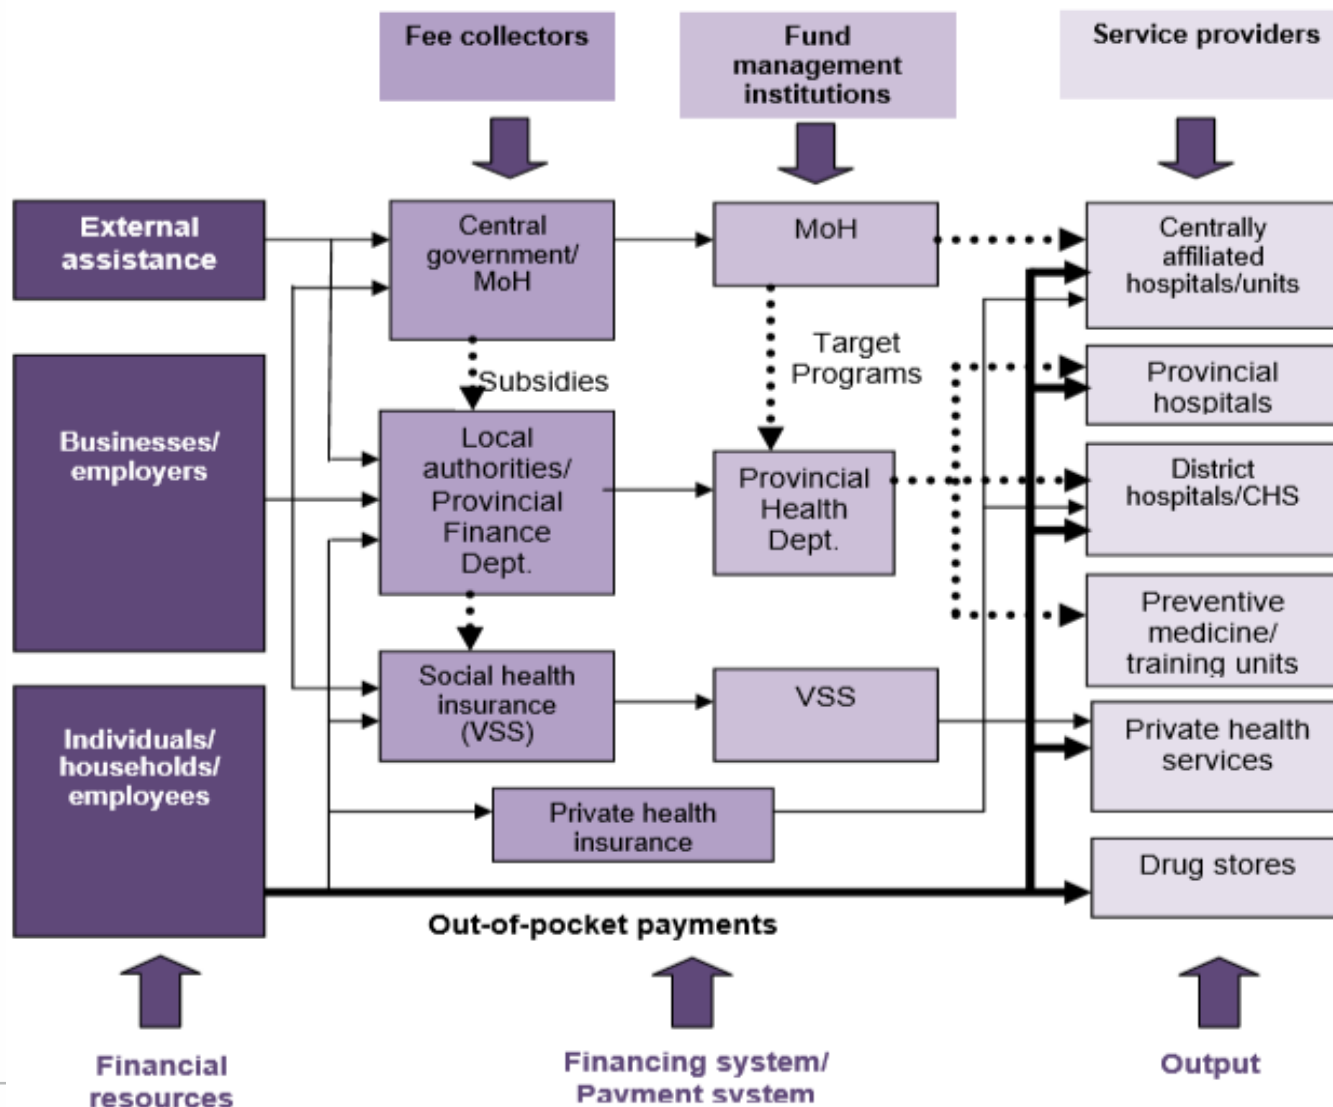 Fee collectors
Fund
management
institutions
Service providers
External
assistance
Central
government/
MoH
MoH
Centrally
affiliated
hospitals/units
Subsidies
Target
Programs
Provincial
hospitals
Businesses/
employers
Local
authorities/
Provincial
Finance
Dept.
Provincial
Health
Dept.
District
hospitals/CHS
Preventive
medicine/
training units
Individuals/
households/
employees
Social health
insurance
(VSS)
VSS
Private health
services
Private health
insurance
Drug stores
Out-of-pocket payments
Financial
resources
Financing system/
Payment system
Output